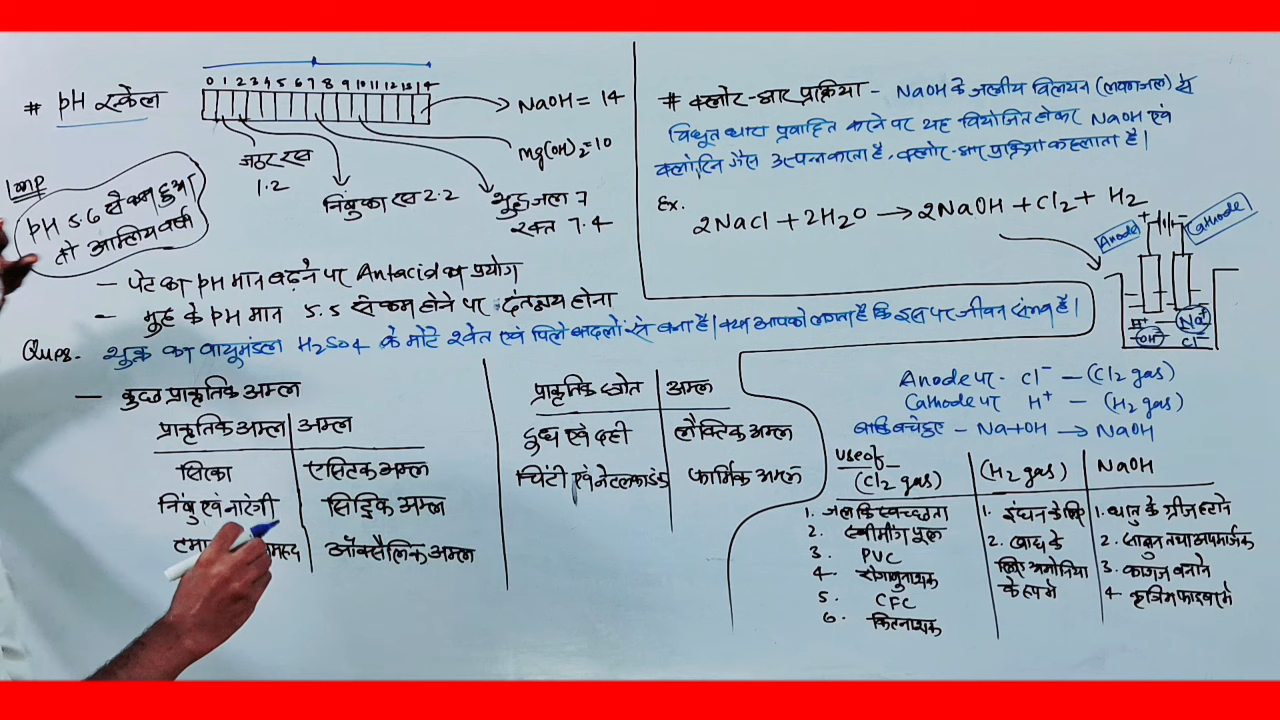 # pH स्केल
0 1 2 3 4 5 6 7 8 9 10 11 12 13 14
NaOH = 14
Mg(OH)₂ = 10
जठर रस
1.2
निंबु का रस 2.2
शुद्ध जल 7
रक्त 7.4
Imp
pH 5.6 से कम हुआ
तो आम्लीय वर्षा
- पेट का pH मान बढ़ने पर Antacid का प्रयोग
- मुह के pH मान 5.5 से कम होने पर दंतक्षय होना
Ques. शुक्र का वायुमंडल H₂SO₄ के मोटे श्वेत एवं पिले बादलों से बना है। क्या आपको लगता है कि इस पर जीवन संभव है।
- कुछ प्राकृतिक अम्ल
प्राकृतिक अम्ल | अम्ल
सिरका | एसिटिक अम्ल
निंबु एवं नारंगी | सिट्रिक अम्ल
टमा | ऑक्सैलिक अम्ल
प्राकृतिक स्त्रोत | अम्ल
दुध एवं दही | लैक्टिक अम्ल
चिंटी एवं नेटल का डंक | फार्मिक अम्ल
# क्लोर-क्षार प्रक्रिया - NaOH के जलीय विलयन (लवणजल) से
विधुत धारा प्रवाहित करने पर यह वियोजित होकर NaOH एवं
क्लोरिन गैस उत्पन्न करता है, क्लोर-क्षार प्रक्रिया कहलाता है।
Ex.
2NaCl + 2H₂O → 2NaOH + Cl₂ + H₂
Anode + - Cathode
H⁺ Na⁺
OH⁻ Cl⁻
Anode पर - Cl⁻ - (Cl₂ gas)
Cathode पर H⁺ - (H₂ gas)
बाकि बचे हुए - Na+OH → NaOH
use of
(Cl₂ gas) | (H₂ gas) | NaOH
1. जल कि स्वच्छता
2. स्वीमींग पूल
3. PVC
4. रोगाणुनाशक
5. CFC
6. किटनाशक
1. इंधन के लिए
2. खाद्य के
लिए अमोनिया
के रुप में
1. धातु के ग्रीज हटाने
2. साबुन तथा अपमार्जक
3. कागज बनाने
4. कृत्रिम फाइबर में